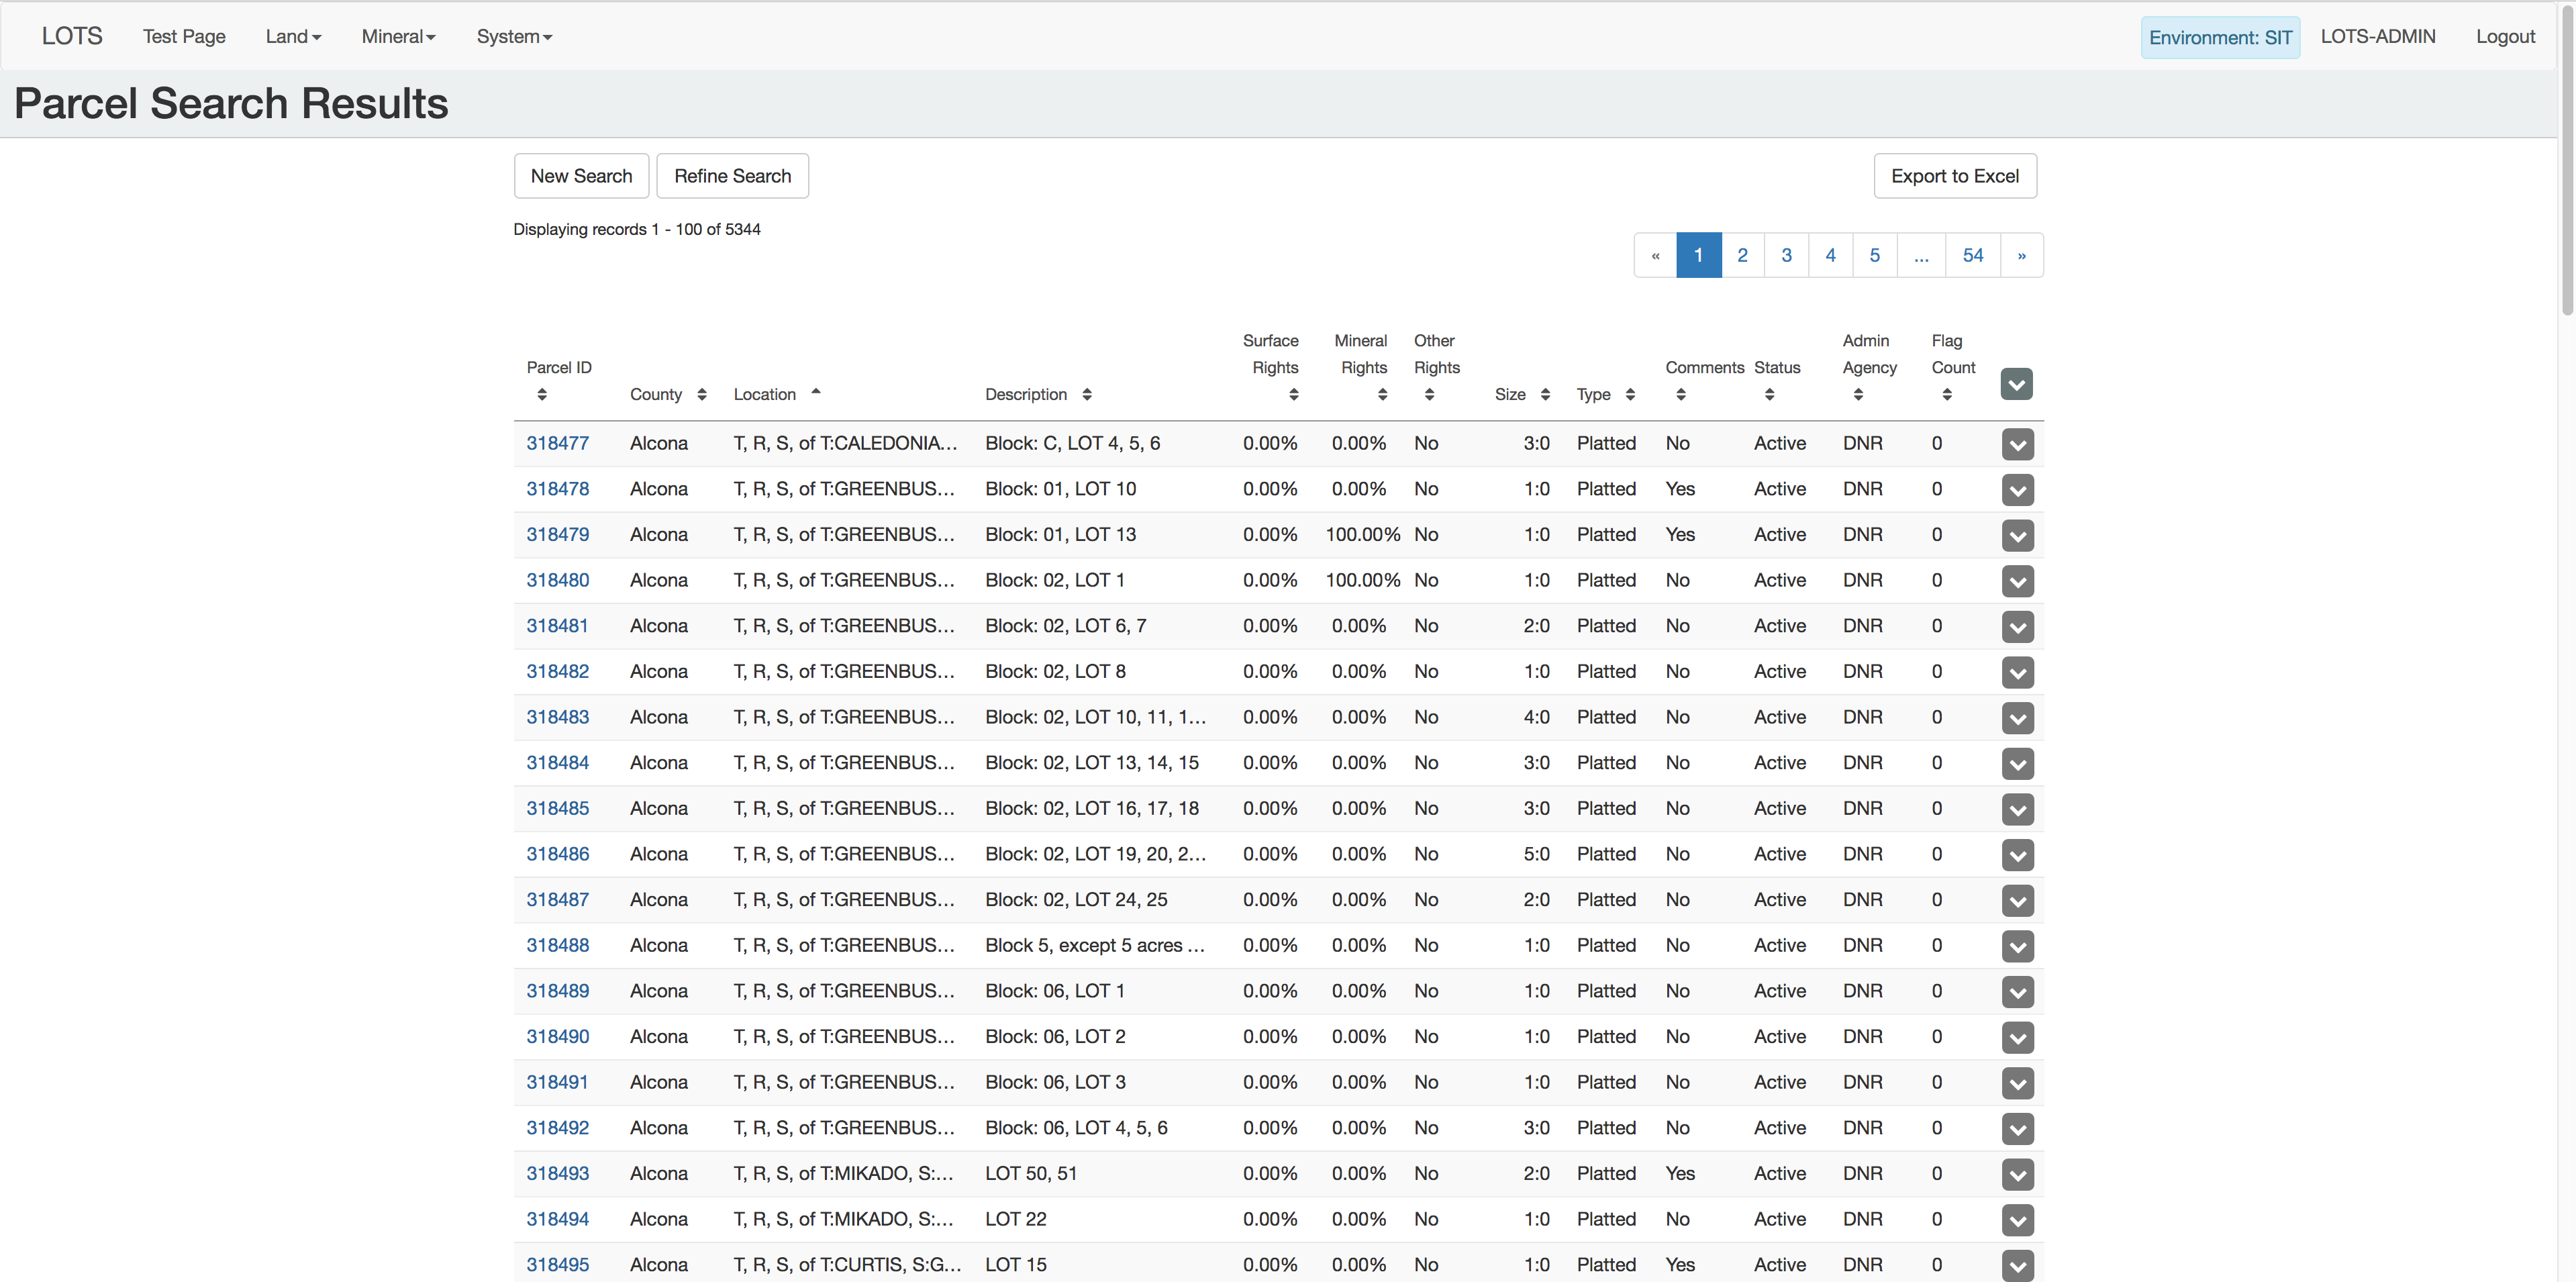 LOTS Test Page Land Mineral System Environment: SIT LOTS-ADMIN Logout
Parcel Search Results
New Search Refine Search Export to Excel
Displaying records 1 - 100 of 5344
« 1 2 3 4 5 ... 54 »
Parcel ID County Location Description Surface Rights Mineral Rights Other Rights Size Type Comments Status Admin Agency Flag Count
318477 Alcona T, R, S, of T:CALEDONIA... Block: C, LOT 4, 5, 6 0.00% 0.00% No 3:0 Platted No Active DNR 0
318478 Alcona T, R, S, of T:GREENBUS... Block: 01, LOT 10 0.00% 0.00% No 1:0 Platted Yes Active DNR 0
318479 Alcona T, R, S, of T:GREENBUS... Block: 01, LOT 13 0.00% 100.00% No 1:0 Platted Yes Active DNR 0
318480 Alcona T, R, S, of T:GREENBUS... Block: 02, LOT 1 0.00% 100.00% No 1:0 Platted No Active DNR 0
318481 Alcona T, R, S, of T:GREENBUS... Block: 02, LOT 6, 7 0.00% 0.00% No 2:0 Platted No Active DNR 0
318482 Alcona T, R, S, of T:GREENBUS... Block: 02, LOT 8 0.00% 0.00% No 1:0 Platted No Active DNR 0
318483 Alcona T, R, S, of T:GREENBUS... Block: 02, LOT 10, 11, 1... 0.00% 0.00% No 4:0 Platted No Active DNR 0
318484 Alcona T, R, S, of T:GREENBUS... Block: 02, LOT 13, 14, 15 0.00% 0.00% No 3:0 Platted No Active DNR 0
318485 Alcona T, R, S, of T:GREENBUS... Block: 02, LOT 16, 17, 18 0.00% 0.00% No 3:0 Platted No Active DNR 0
318486 Alcona T, R, S, of T:GREENBUS... Block: 02, LOT 19, 20, 2... 0.00% 0.00% No 5:0 Platted No Active DNR 0
318487 Alcona T, R, S, of T:GREENBUS... Block: 02, LOT 24, 25 0.00% 0.00% No 2:0 Platted No Active DNR 0
318488 Alcona T, R, S, of T:GREENBUS... Block 5, except 5 acres ... 0.00% 0.00% No 1:0 Platted No Active DNR 0
318489 Alcona T, R, S, of T:GREENBUS... Block: 06, LOT 1 0.00% 0.00% No 1:0 Platted No Active DNR 0
318490 Alcona T, R, S, of T:GREENBUS... Block: 06, LOT 2 0.00% 0.00% No 1:0 Platted No Active DNR 0
318491 Alcona T, R, S, of T:GREENBUS... Block: 06, LOT 3 0.00% 0.00% No 1:0 Platted No Active DNR 0
318492 Alcona T, R, S, of T:GREENBUS... Block: 06, LOT 4, 5, 6 0.00% 0.00% No 3:0 Platted No Active DNR 0
318493 Alcona T, R, S, of T:MIKADO, S:... LOT 50, 51 0.00% 0.00% No 2:0 Platted Yes Active DNR 0
318494 Alcona T, R, S, of T:MIKADO, S:... LOT 22 0.00% 0.00% No 1:0 Platted No Active DNR 0
318495 Alcona T, R, S, of T:CURTIS, S:G... LOT 15 0.00% 0.00% No 1:0 Platted Yes Active DNR 0